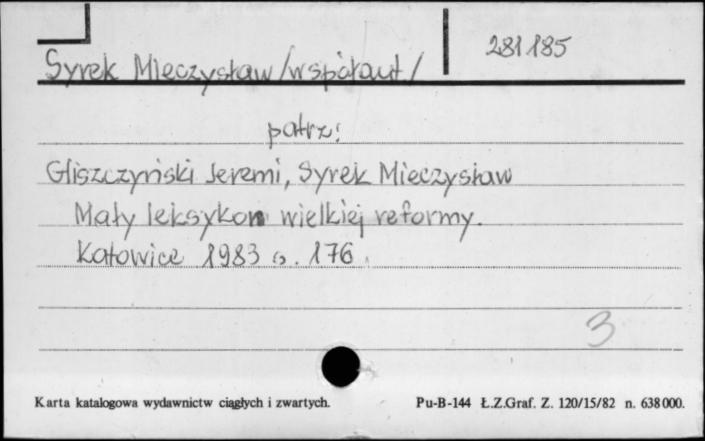 Syrek Mieczysław /współaut/ 281185
patrz:
Gliszczyński Jeremi, Syrek Mieczysław
Mały leksykon wielkiej reformy.
Katowice 1983 s. 176.
3
Karta katalogowa wydawnictw ciągłych i zwartych. Pu-B-144 Ł.Z.Graf. Z. 120/15/82 n. 638000.